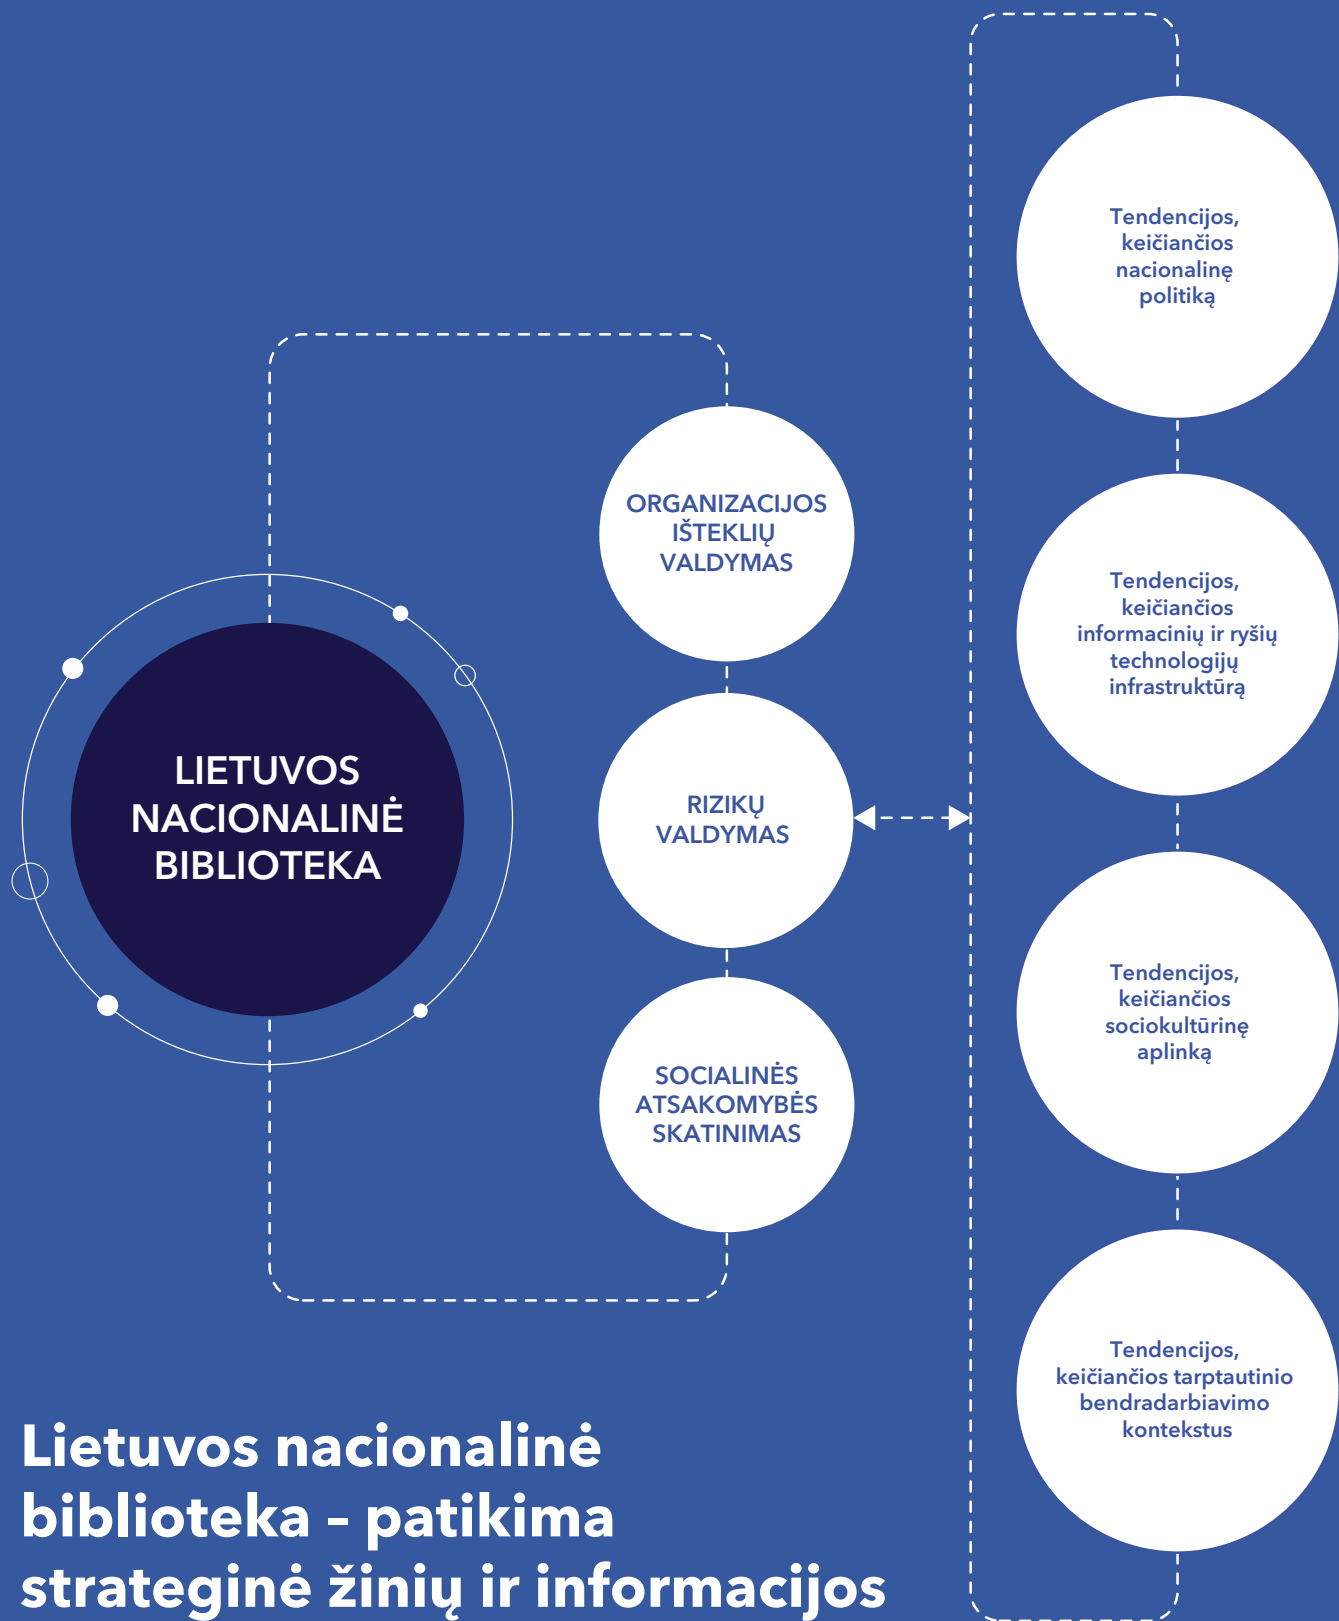 LIETUVOS
NACIONALINĖ
BIBLIOTEKA
ORGANIZACIJOS
IŠTEKLIŲ
VALDYMAS
RIZIKŲ
VALDYMAS
SOCIALINĖS
ATSAKOMYBĖS
SKATINIMAS
Tendencijos,
keičiančios
nacionalinę
politiką
Tendencijos,
keičiančios
informacinių ir ryšių
technologijų
infrastruktūrą
Tendencijos,
keičiančios
sociokultūrinę
aplinką
Tendencijos,
keičiančios tarptautinio
bendradarbiavimo
kontekstus
Lietuvos nacionalinė
biblioteka – patikima
strateginė žinių ir informacijos